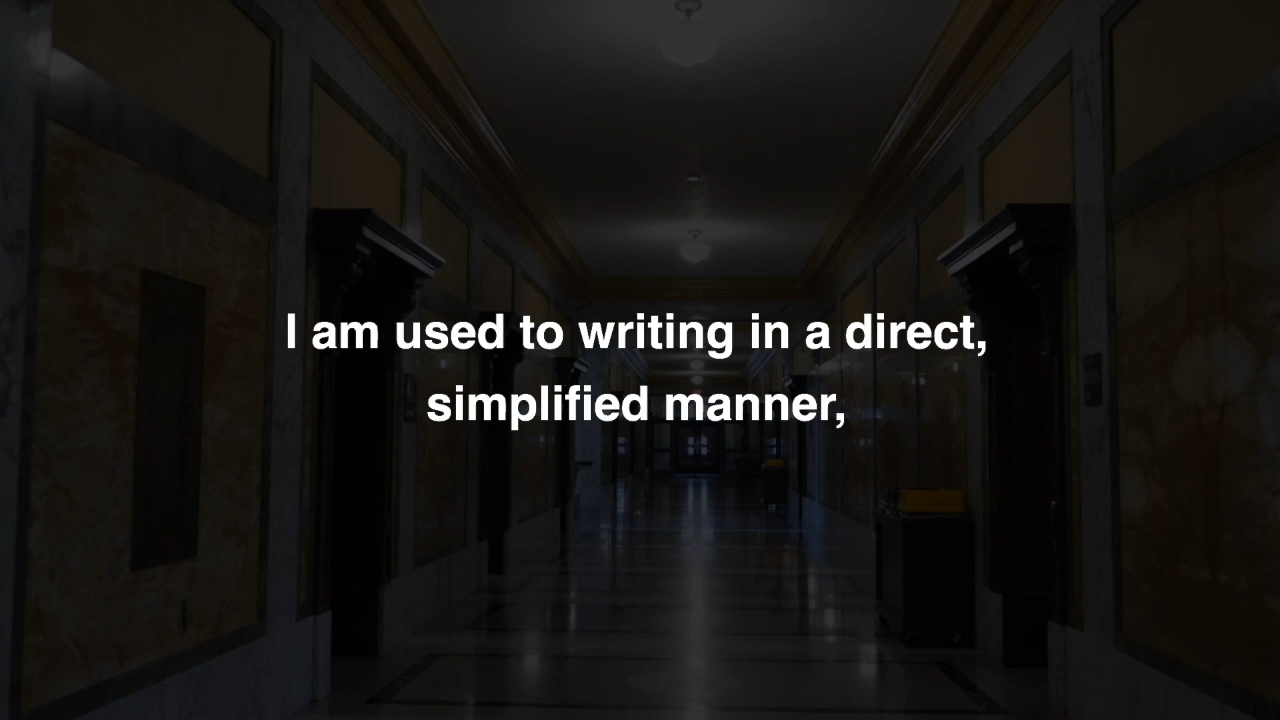 I am used to writing in a direct,
simplified manner,